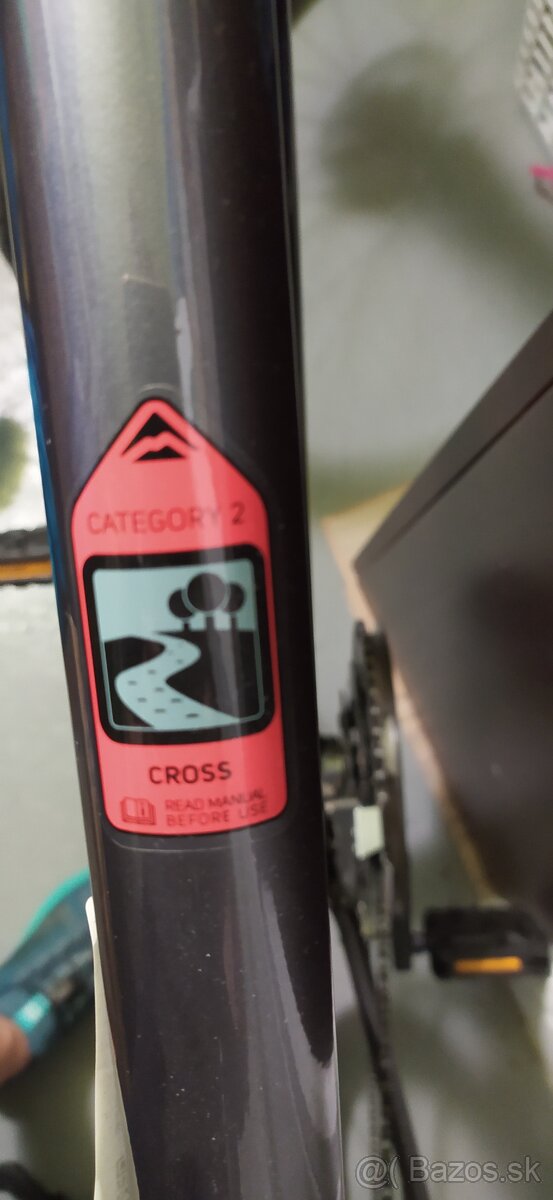 CATEGORY 2
CROSS
READ MANUAL
BEFORE USE
@( Bazos.sk